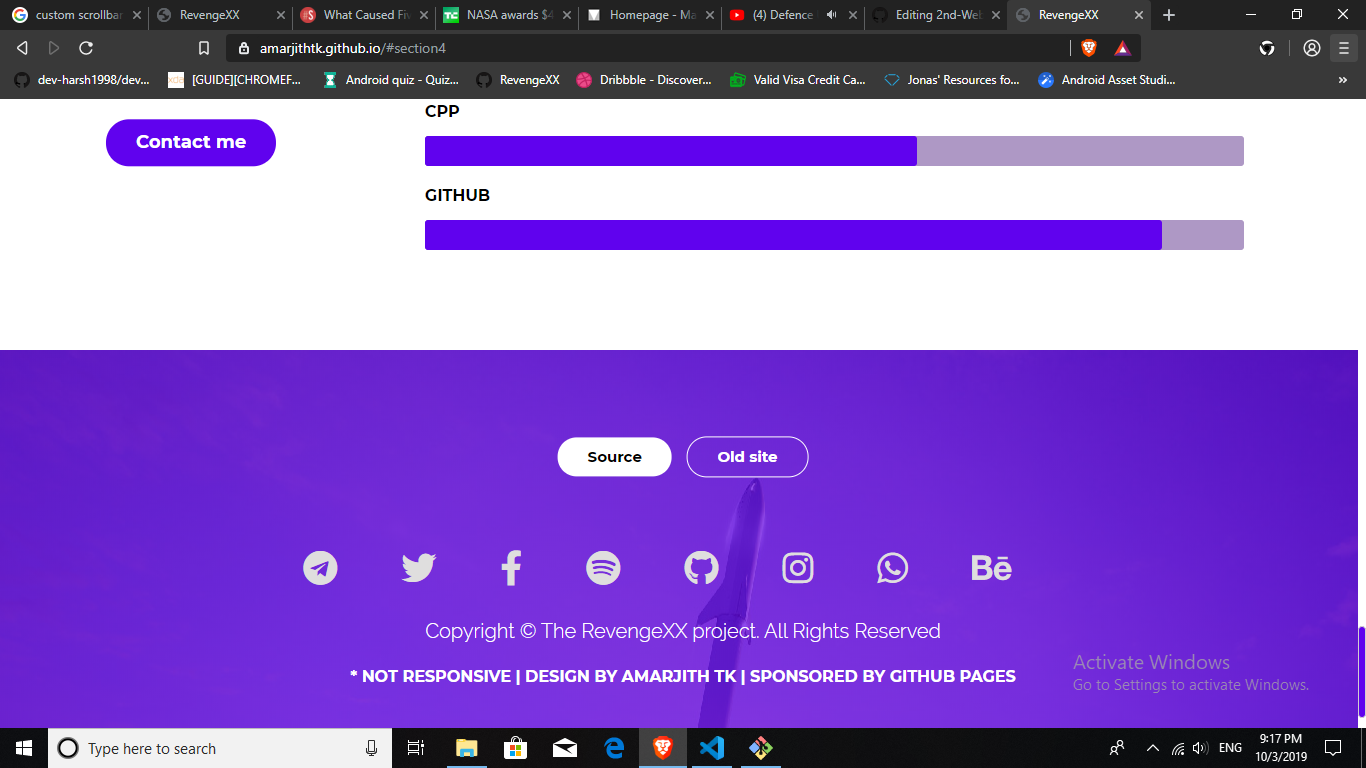 custom scrollbar
RevengeXX
What Caused Fiv
NASA awards $4
Homepage - Ma
(4) Defence
Editing 2nd-Web
RevengeXX
amarjithtk.github.io/#section4
dev-harsh1998/dev...
[GUIDE][CHROMEF...
Android quiz - Quiz...
RevengeXX
Dribbble - Discover...
Valid Visa Credit Ca...
Jonas' Resources fo...
Android Asset Studi...
»
CPP
Contact me
GITHUB
Source
Old site
Bē
Copyright © The RevengeXX project. All Rights Reserved
* NOT RESPONSIVE | DESIGN BY AMARJITH TK | SPONSORED BY GITHUB PAGES
Activate Windows
Go to Settings to activate Windows.
Type here to search
ENG
9:17 PM
10/3/2019